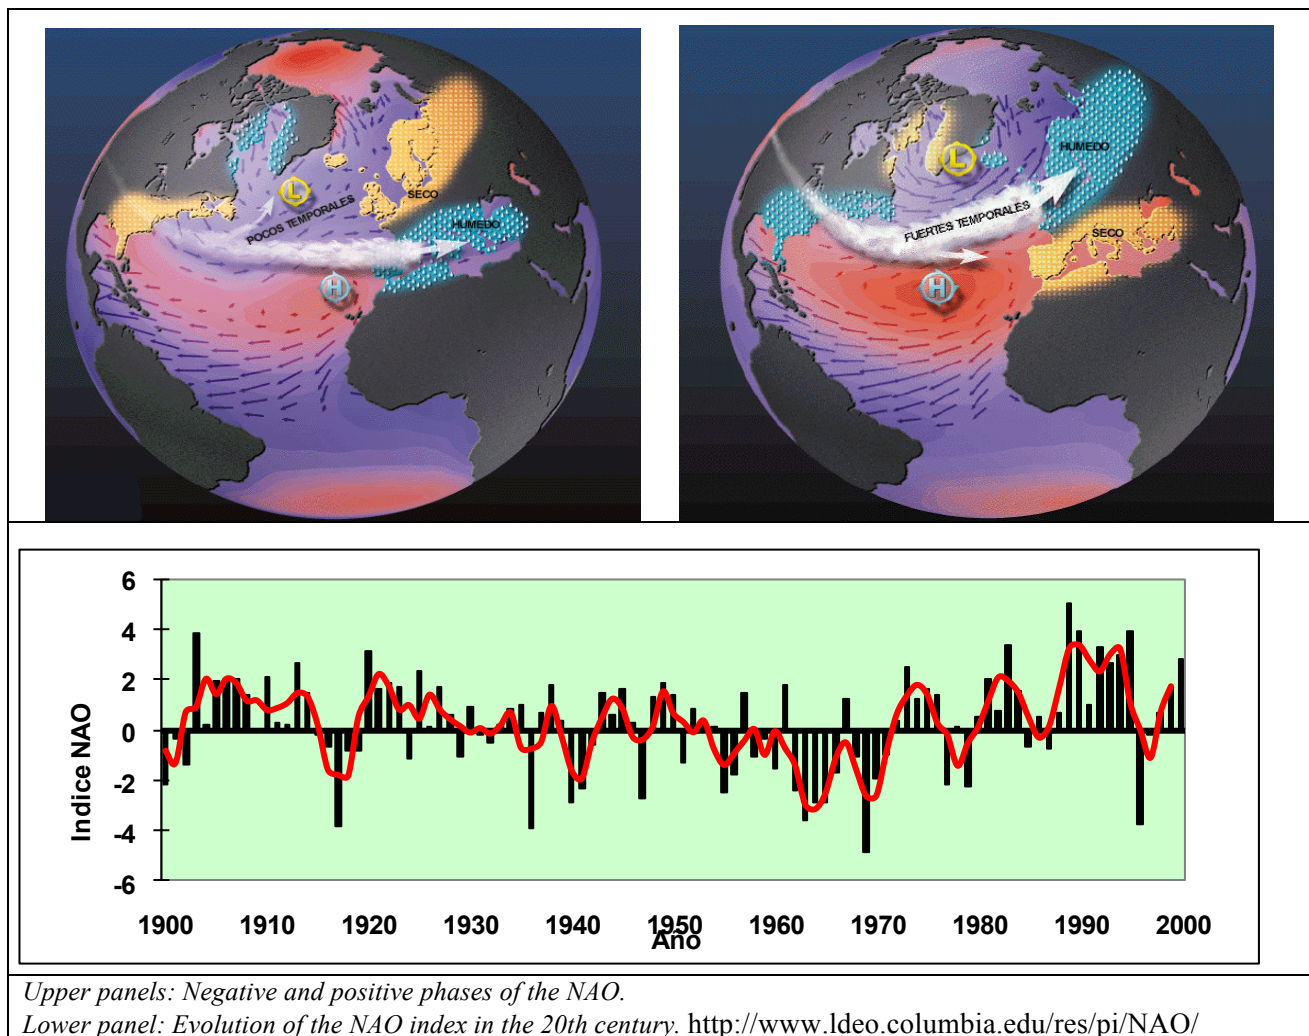 L
POCOS TEMPORALES
SECO
HUMEDO
H
HUMEDO
L
FUERTES TEMPORALES
SECO
H
6
4
2
0
-2
-4
-6
Indice NAO
1900 1910 1920 1930 1940 1950 1960 1970 1980 1990 2000
Año
Upper panels: Negative and positive phases of the NAO.
Lower panel: Evolution of the NAO index in the 20th century. http://www.ldeo.columbia.edu/res/pi/NAO/